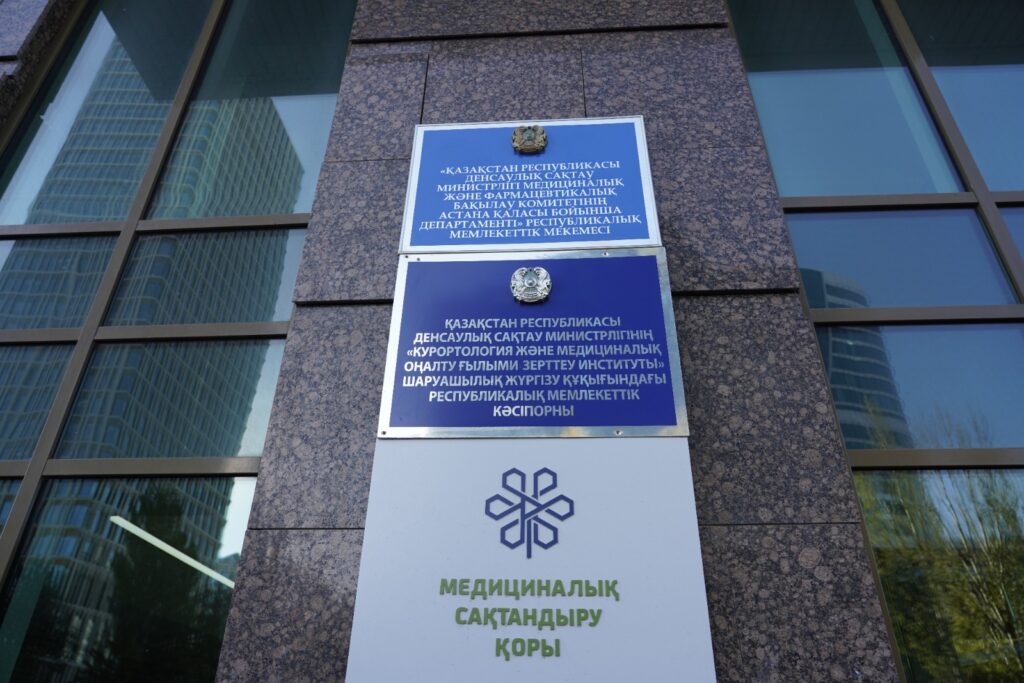 «ҚАЗАҚСТАН РЕСПУБЛИКАСЫ
ДЕНСАУЛЫҚ САҚТАУ
МИНИСТРЛІГІ МЕДИЦИНАЛЫҚ
ЖӘНЕ ФАРМАЦЕВТИКАЛЫҚ
БАҚЫЛАУ КОМИТЕТІНІҢ
АСТАНА ҚАЛАСЫ БОЙЫНША
ДЕПАРТАМЕНТІ» РЕСПУБЛИКАЛЫҚ
МЕМЛЕКЕТТІК МЕКЕМЕСІ
ҚАЗАҚСТАН РЕСПУБЛИКАСЫ
ДЕНСАУЛЫҚ САҚТАУ МИНИСТРЛІГІНІҢ
«КУРОРТОЛОГИЯ ЖӘНЕ МЕДИЦИНАЛЫҚ
ОҢАЛТУ ҒЫЛЫМИ ЗЕРТТЕУ ИНСТИТУТЫ»
ШАРУАШЫЛЫҚ ЖҮРГІЗУ ҚҰҚЫҒЫНДАҒЫ
РЕСПУБЛИКАЛЫҚ МЕМЛЕКЕТТІК
КӘСІПОРНЫ
МЕДИЦИНАЛЫҚ
САҚТАНДЫРУ
ҚОРЫ